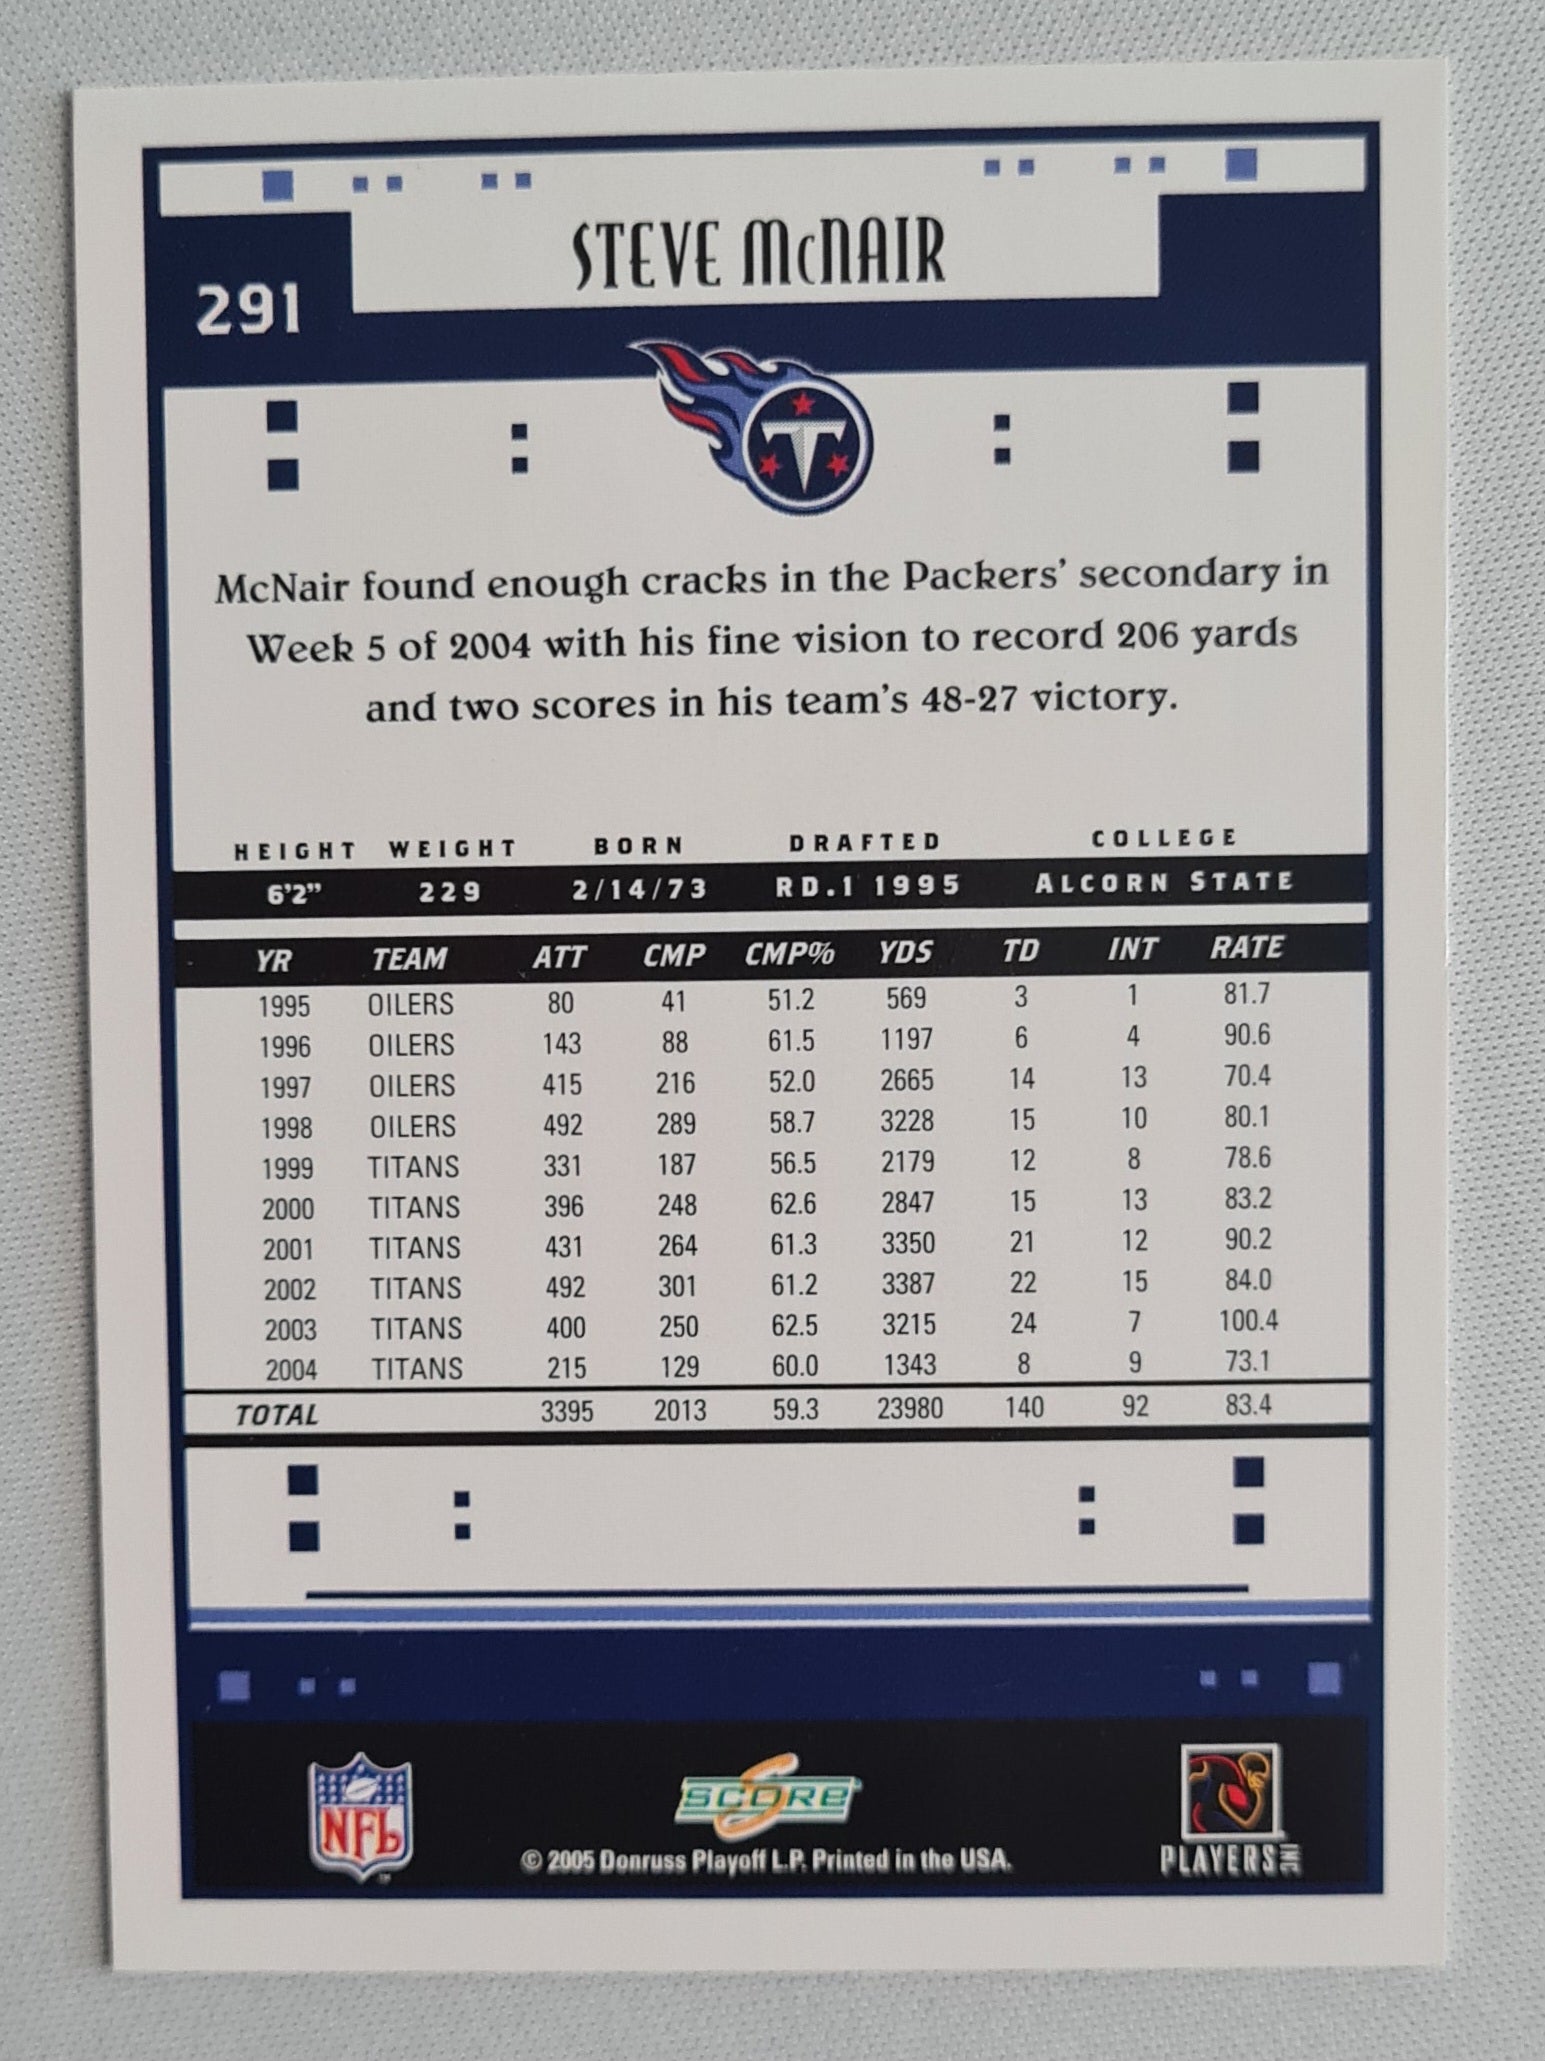 STEVE McNAIR
291
T
McNair found enough cracks in the Packers' secondary in
Week 5 of 2004 with his fine vision to record 206 yards
and two scores in his team's 48-27 victory.
HEIGHT WEIGHT BORN DRAFTED COLLEGE
6'2" 229 2/14/73 RD.1 1995 ALCORN STATE
YR TEAM ATT CMP CMP% YDS TD INT RATE
1995 OILERS 80 41 51.2 569 3 1 81.7
1996 OILERS 143 88 61.5 1197 6 4 90.6
1997 OILERS 415 216 52.0 2665 14 13 70.4
1998 OILERS 492 289 58.7 3228 15 10 80.1
1999 TITANS 331 187 56.5 2179 12 8 78.6
2000 TITANS 396 248 62.6 2847 15 13 83.2
2001 TITANS 431 264 61.3 3350 21 12 90.2
2002 TITANS 492 301 61.2 3387 22 15 84.0
2003 TITANS 400 250 62.5 3215 24 7 100.4
2004 TITANS 215 129 60.0 1343 8 9 73.1
TOTAL 3395 2013 59.3 23980 140 92 83.4
NFL
SCORE S
PLAYERS INC
© 2005 Donruss Playoff L.P. Printed in the USA.